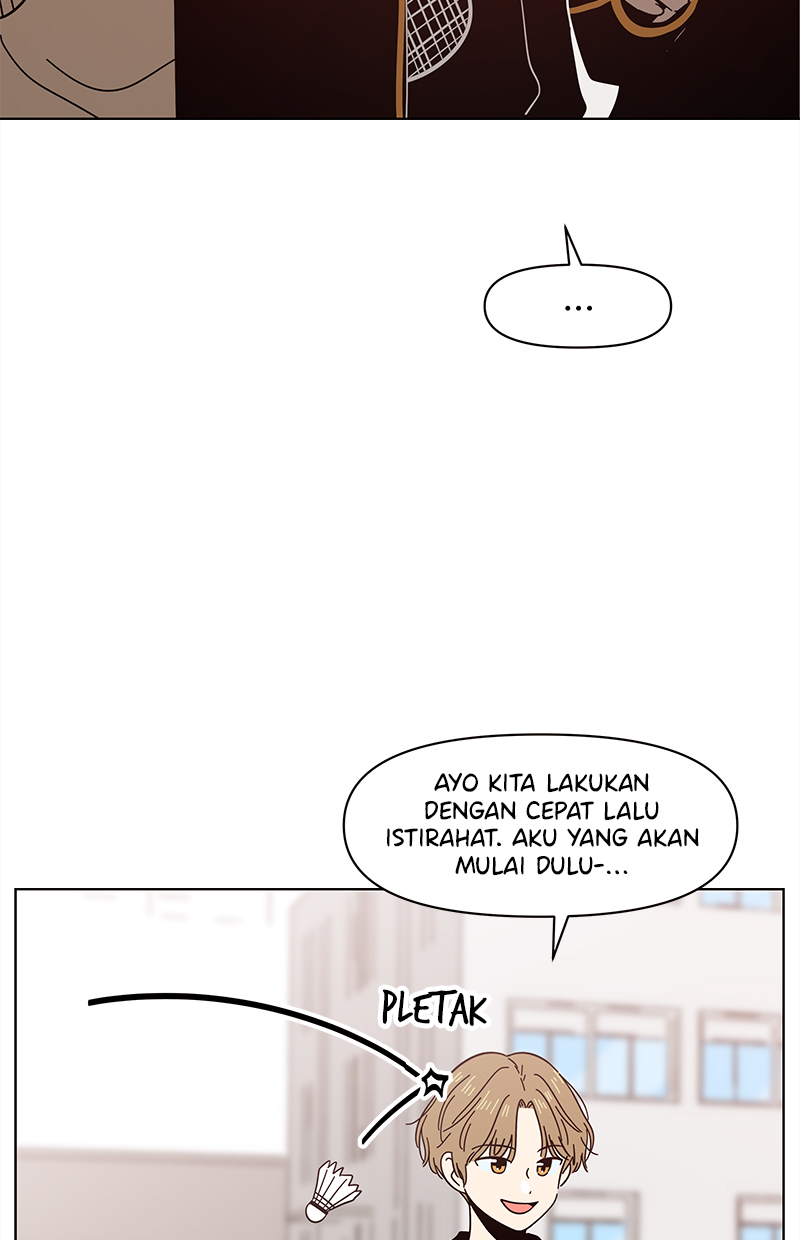 ...
AYO KITA LAKUKAN
DENGAN CEPAT LALU
ISTIRAHAT. AKU YANG AKAN
MULAI DULU-...
PLETAK